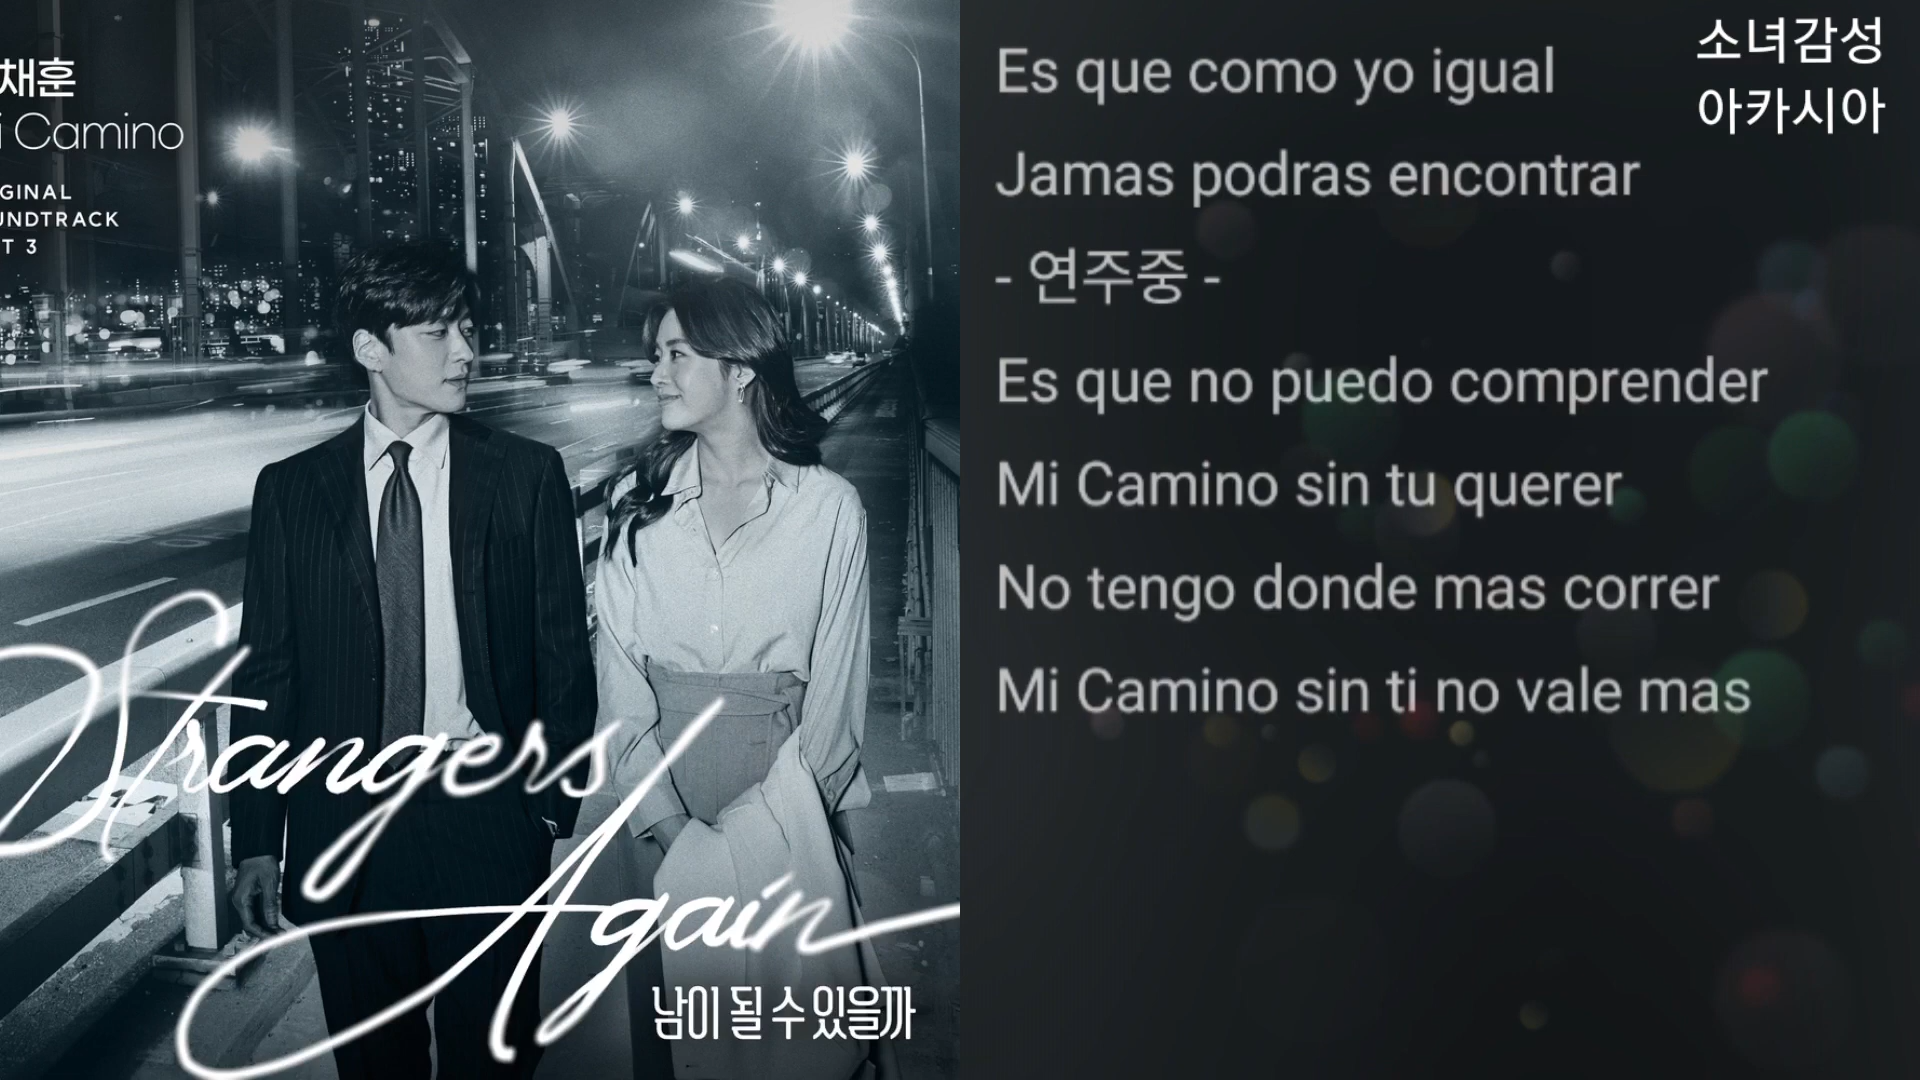 채훈
i Camino
GINAL
UNDTRACK
T 3
Strangers
Again
남이 될 수 있을까
소녀감성
아카시아
Es que como yo igual
Jamas podras encontrar
- 연주중 -
Es que no puedo comprender
Mi Camino sin tu querer
No tengo donde mas correr
Mi Camino sin ti no vale mas